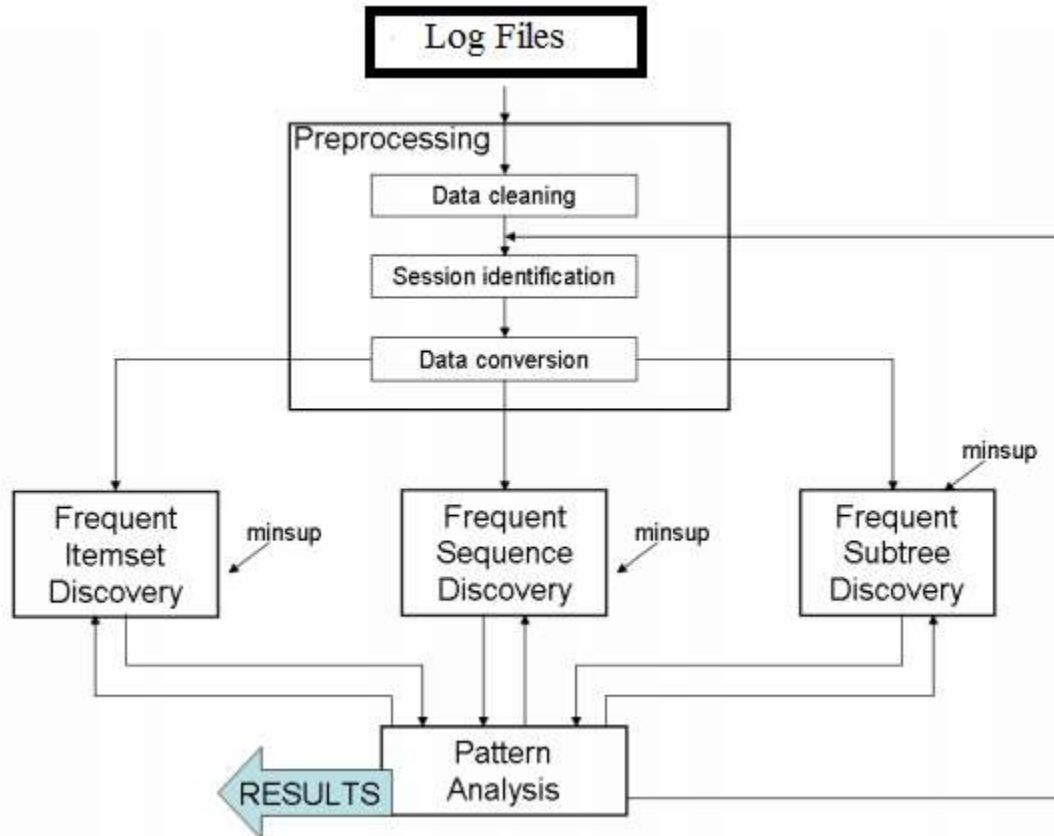 Log Files
Preprocessing
Data cleaning
Session identification
Data conversion
minsup
Frequent
Itemset
Discovery
minsup
Frequent
Sequence
Discovery
minsup
Frequent
Subtree
Discovery
Pattern
Analysis
RESULTS